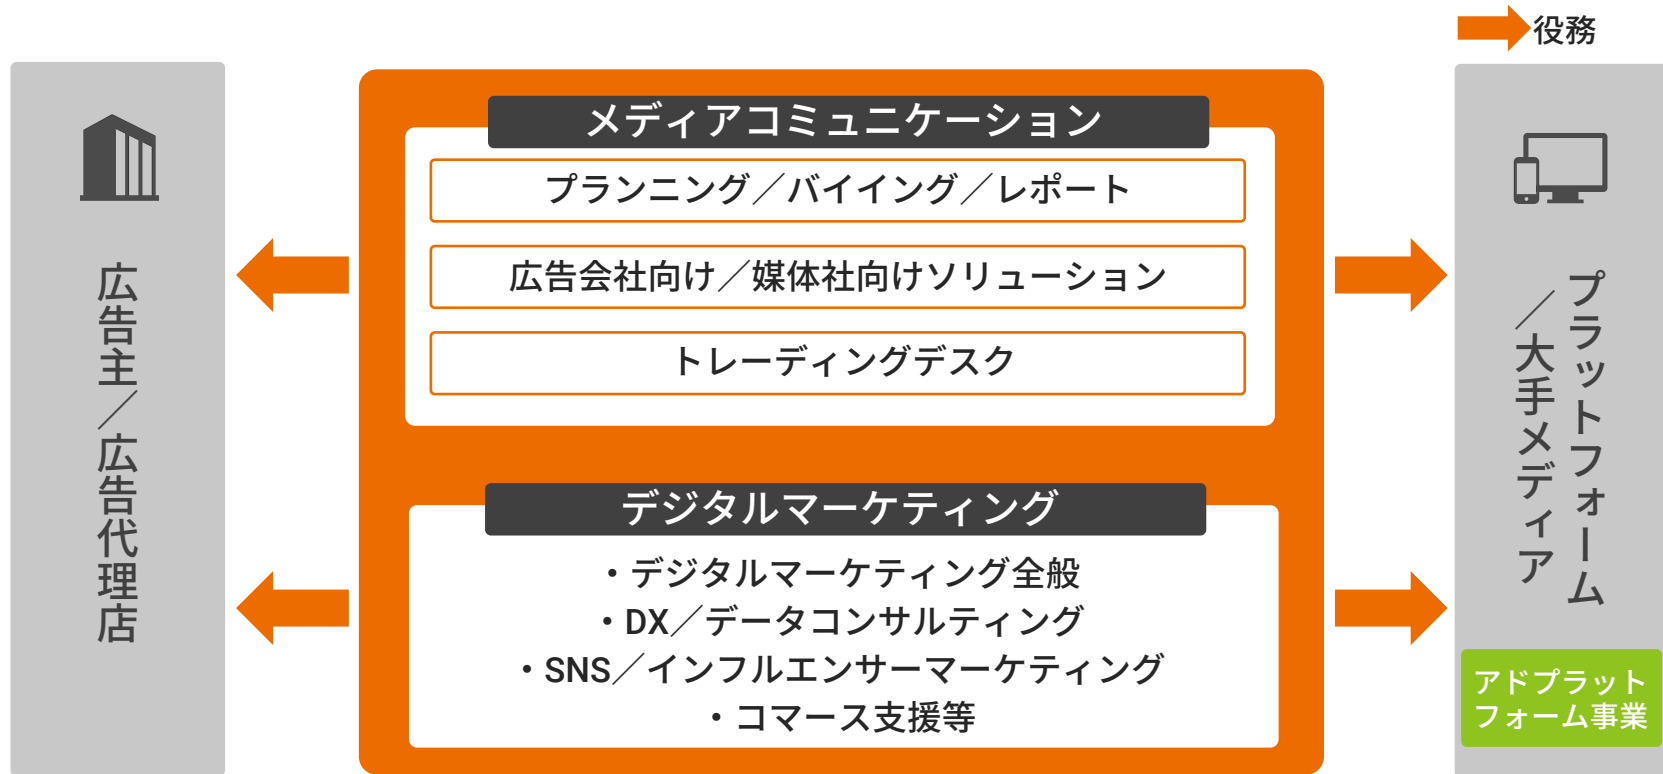 役務
広告主／広告代理店
メディアコミュニケーション
プランニング／バイイング／レポート
広告会社向け／媒体社向けソリューション
トレーディングデスク
デジタルマーケティング
・デジタルマーケティング全般
・DX／データコンサルティング
・SNS／インフルエンサーマーケティング
・コマース支援等
プラットフォーム
／大手メディア
アドプラット
フォーム事業